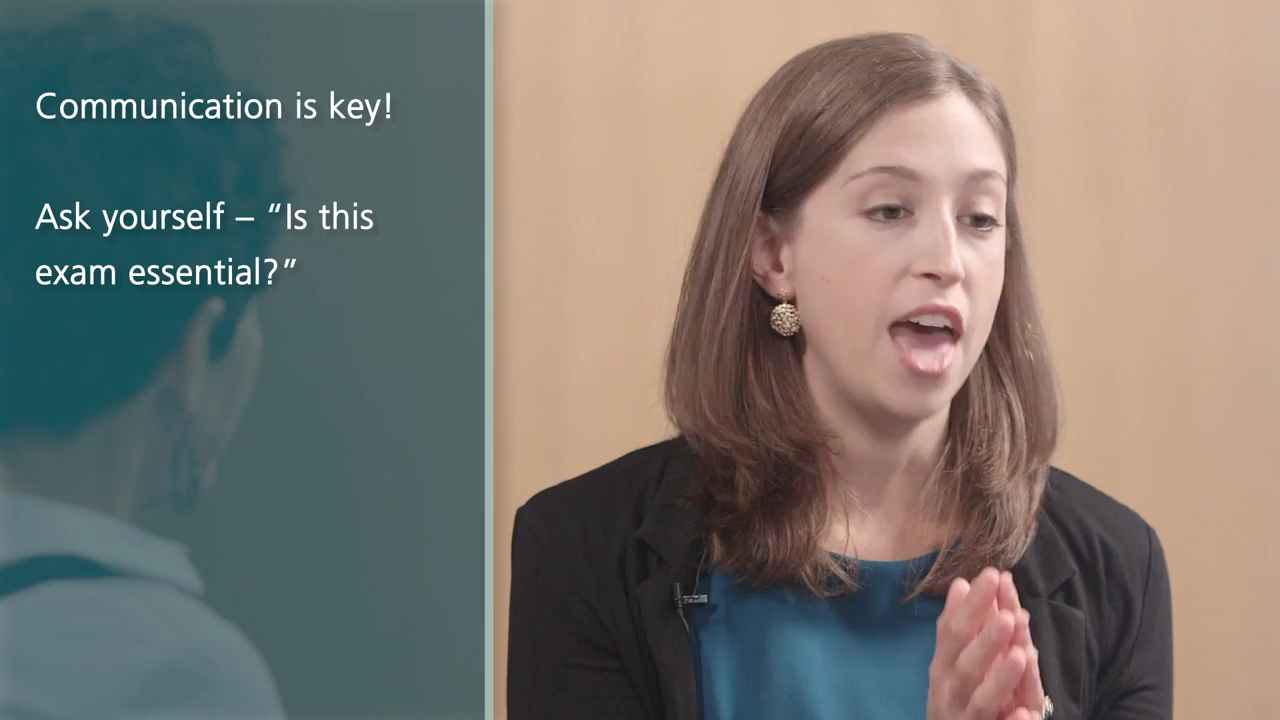 Communication is key!
Ask yourself – “Is this
exam essential?”